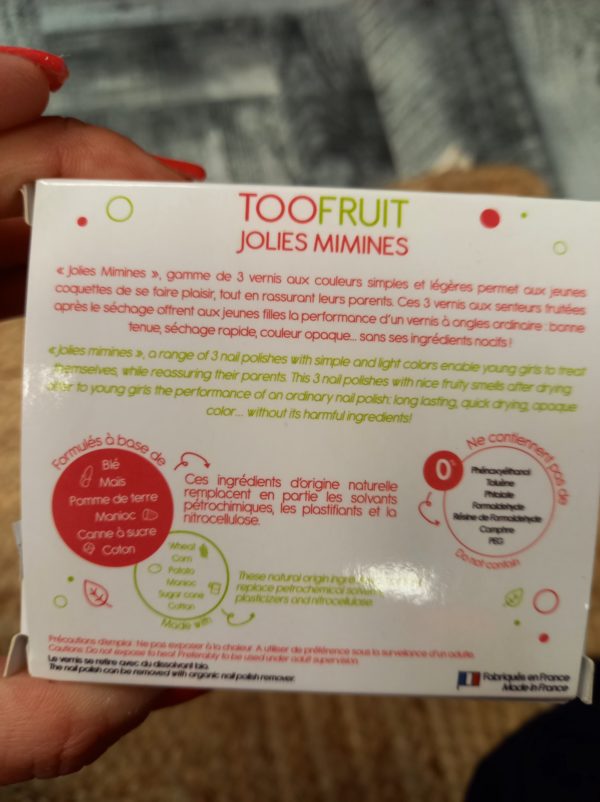 TOOFRUIT
JOLIES MIMINES
« Jolies Mimines », gamme de 3 vernis aux couleurs simples et légères permet aux jeunes
coquettes de se faire plaisir, tout en rassurant leurs parents. Ces 3 vernis aux senteurs fruitées
après le séchage offrent aux jeunes filles la performance d'un vernis à ongles ordinaire : bonne
tenue, séchage rapide, couleur opaque... sans ses ingrédients nocifs !
« jolies mimines », a range of 3 nail polishes with simple and light colors enable young girls to treat
themselves, while reassuring their parents. This 3 nail polishes with nice fruity smells after drying
offer to young girls the performance of an ordinary nail polish: long lasting, quick drying, opaque
color... without its harmful ingredients!
Formulés à base de
Blé
Maïs
Pomme de terre
Manioc
Canne à sucre
Coton
Ces ingrédients d'origine naturelle
remplacent en partie les solvants
pétrochimiques, les plastifiants et la
nitrocellulose.
Ne contiennent pas de
0%
Phénoxyéthanol
Toluène
Phtalate
Formaldehyde
Résine de Formaldehyde
Camphre
PEG
Do not contain
Wheat
Corn
Potato
Manioc
Sugar cane
Cotton
Made with
These natural origin
replace petrochemical
plasticizers and nitrocellulose.
Précautions d'emploi : Ne pas exposer à la chaleur. A utiliser de préférence sous la surveillance d'un adulte.
Cautions: Do not expose to heat. Preferably to be used under adult supervision.
Le vernis se retire avec du dissolvant bio.
The nail polish can be removed with organic nail polish remover.
Fabriqués en France
Made in France